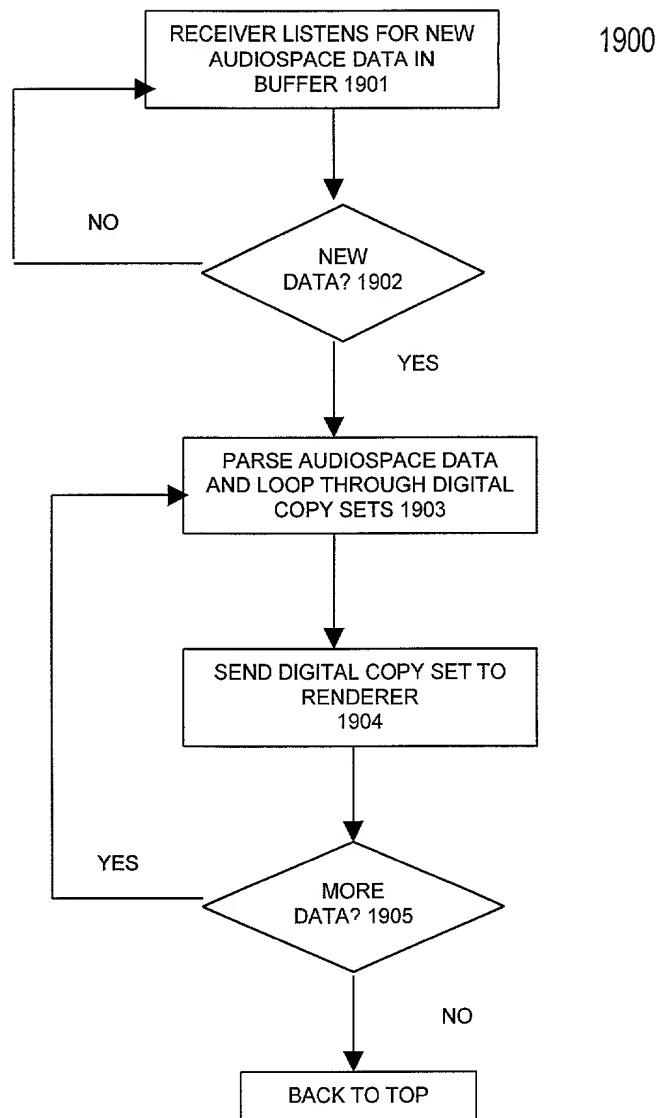 1900
RECEIVER LISTENS FOR NEW
AUDIOSPACE DATA IN
BUFFER 1901
NO
NEW
DATA? 1902
YES
PARSE AUDIOSPACE DATA
AND LOOP THROUGH DIGITAL
COPY SETS 1903
SEND DIGITAL COPY SET TO
RENDERER
1904
YES
MORE
DATA? 1905
NO
BACK TO TOP